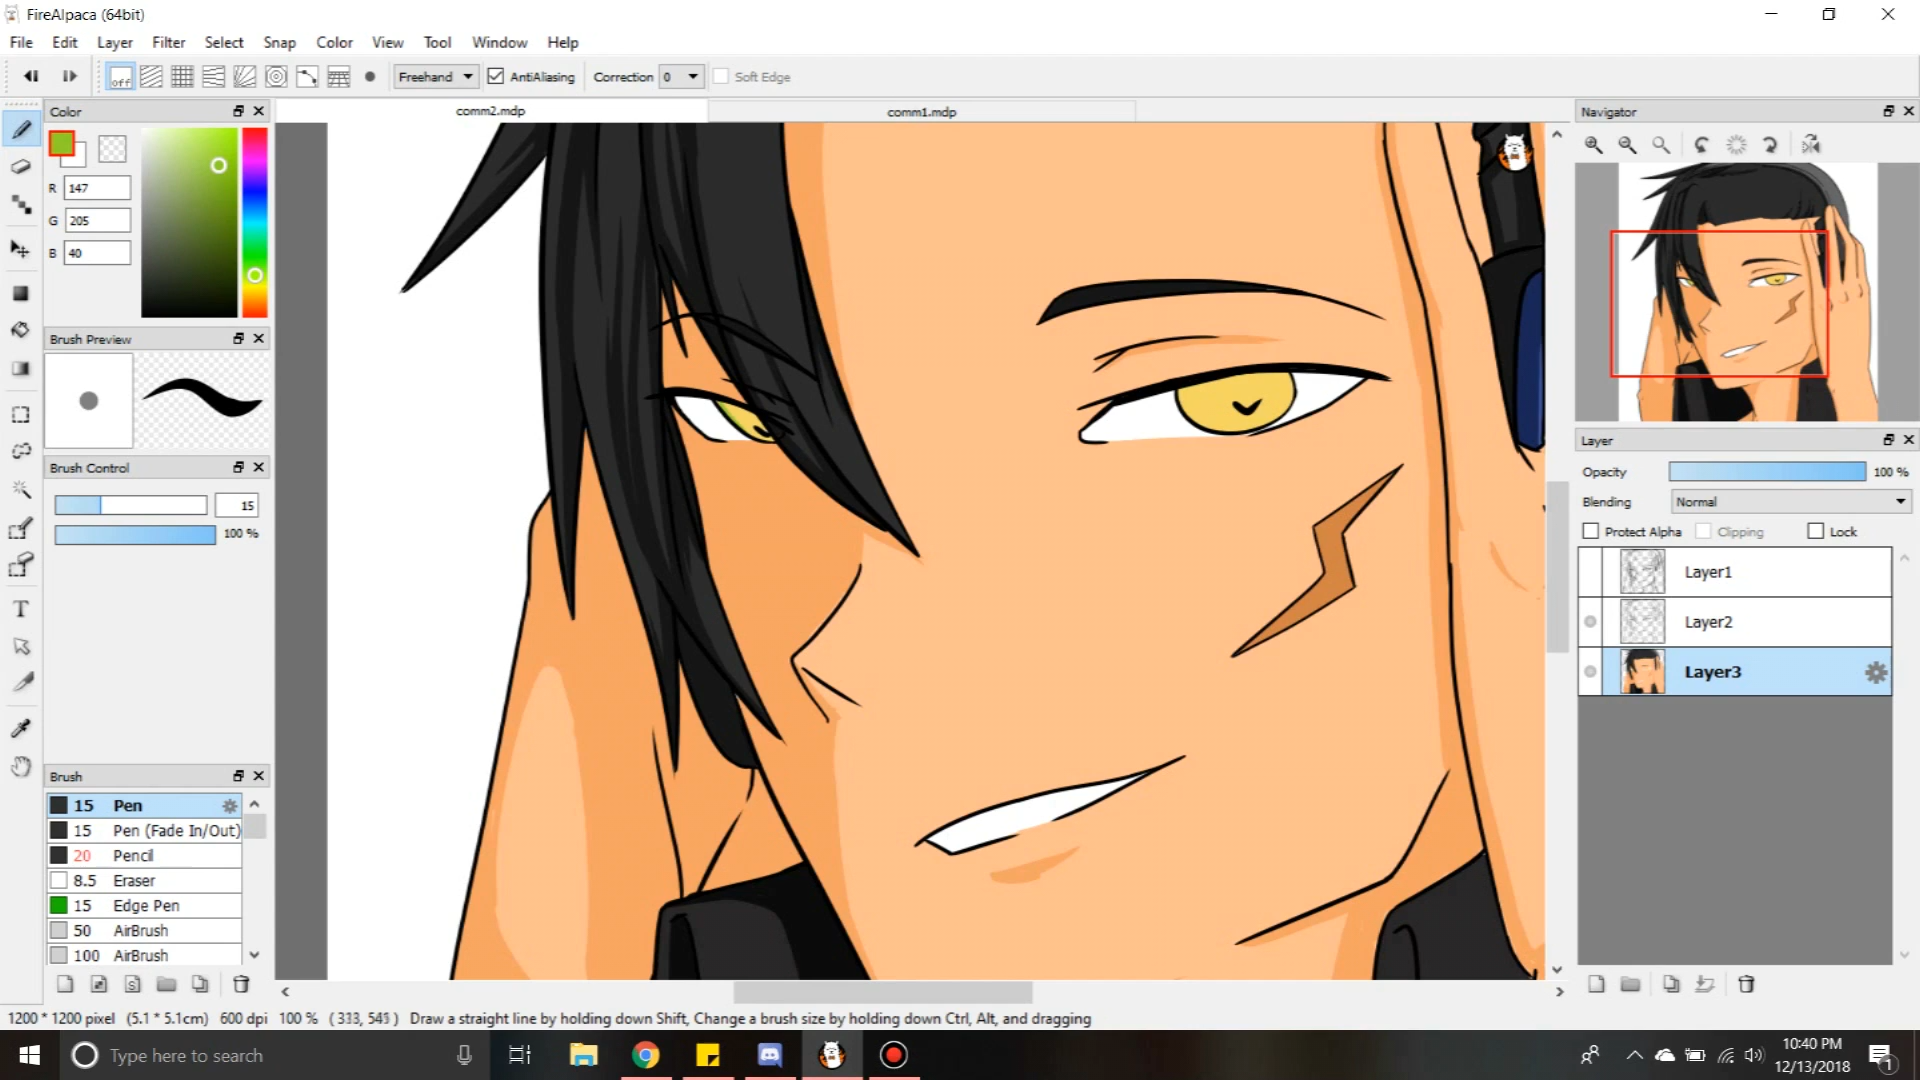 FireAlpaca (64bit)
File Edit Layer Filter Select Snap Color View Tool Window Help
off Freehand AntiAliasing Correction 0 Soft Edge
Color
R 147
G 205
B 40
Brush Preview
Brush Control
15
100 %
Brush
15 Pen
15 Pen (Fade In/Out)
20 Pencil
8.5 Eraser
15 Edge Pen
50 AirBrush
100 AirBrush
comm2.mdp comm1.mdp
Navigator
Layer
Opacity 100 %
Blending Normal
Protect Alpha Clipping Lock
Layer1
Layer2
Layer3
1200 * 1200 pixel (5.1 * 5.1cm) 600 dpi 100 % Draw a straight line by holding down Shift, Change a brush size by holding down Ctrl, Alt, and dragging
Type here to search
10:40 PM
12/13/2018
1